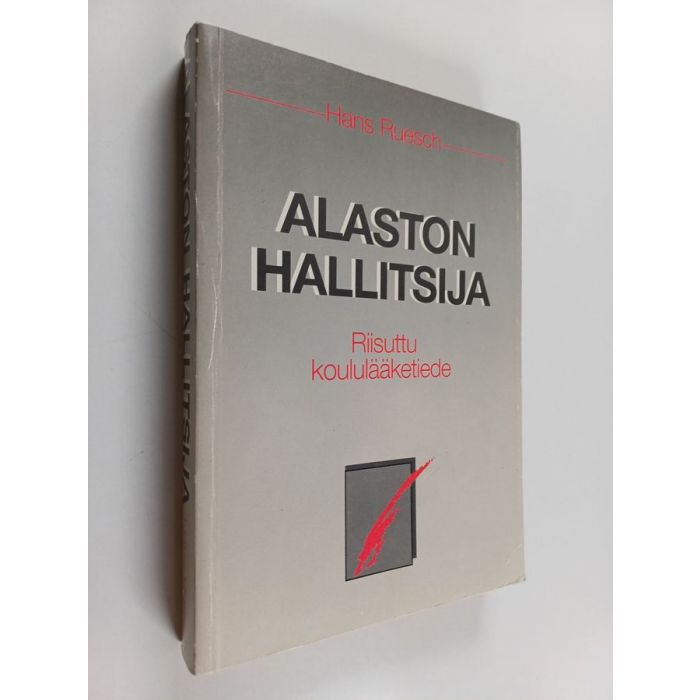 Hans Ruesch
ALASTON
HALLITSIJA
Riisuttu
koululääketiede
ALASTON HALLITSIJA